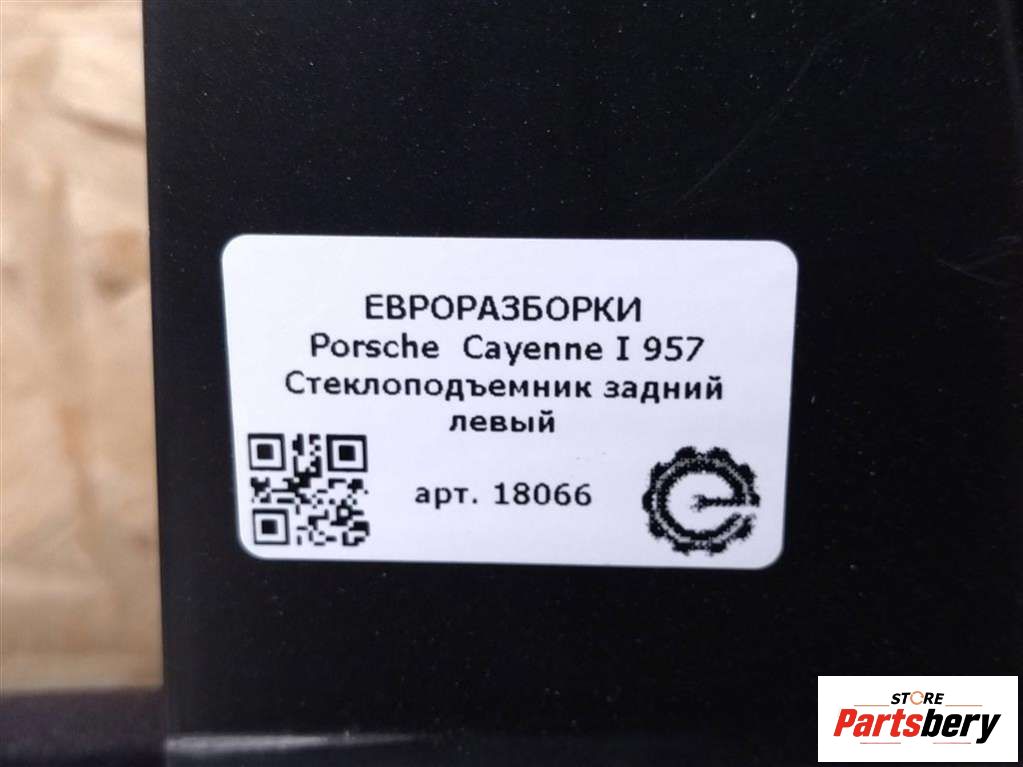 ЕВРОРАЗБОРКИ
Porsche Cayenne I 957
Стеклоподъемник задний
левый
арт. 18066
STORE
Partsbery